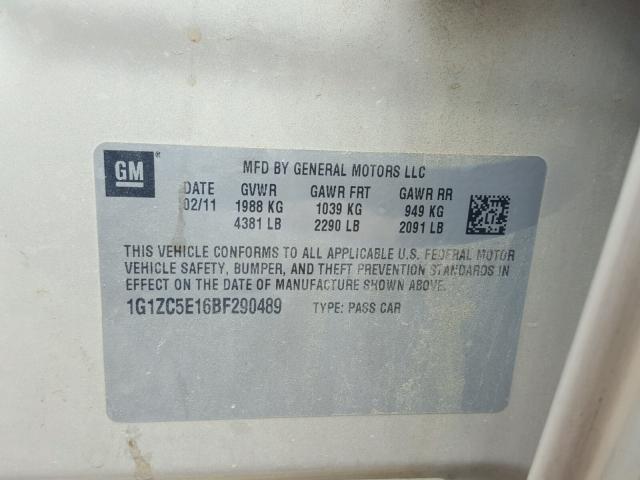 GM ® MFD BY GENERAL MOTORS LLC
DATE GVWR GAWR FRT GAWR RR
02/11 1988 KG 1039 KG 949 KG
4381 LB 2290 LB 2091 LB
THIS VEHICLE CONFORMS TO ALL APPLICABLE U.S. FEDERAL MOTOR
VEHICLE SAFETY, BUMPER, AND THEFT PREVENTION STANDARDS IN
EFFECT ON THE DATE OF MANUFACTURE SHOWN ABOVE.
1G1ZC5E16BF290489 TYPE: PASS CAR